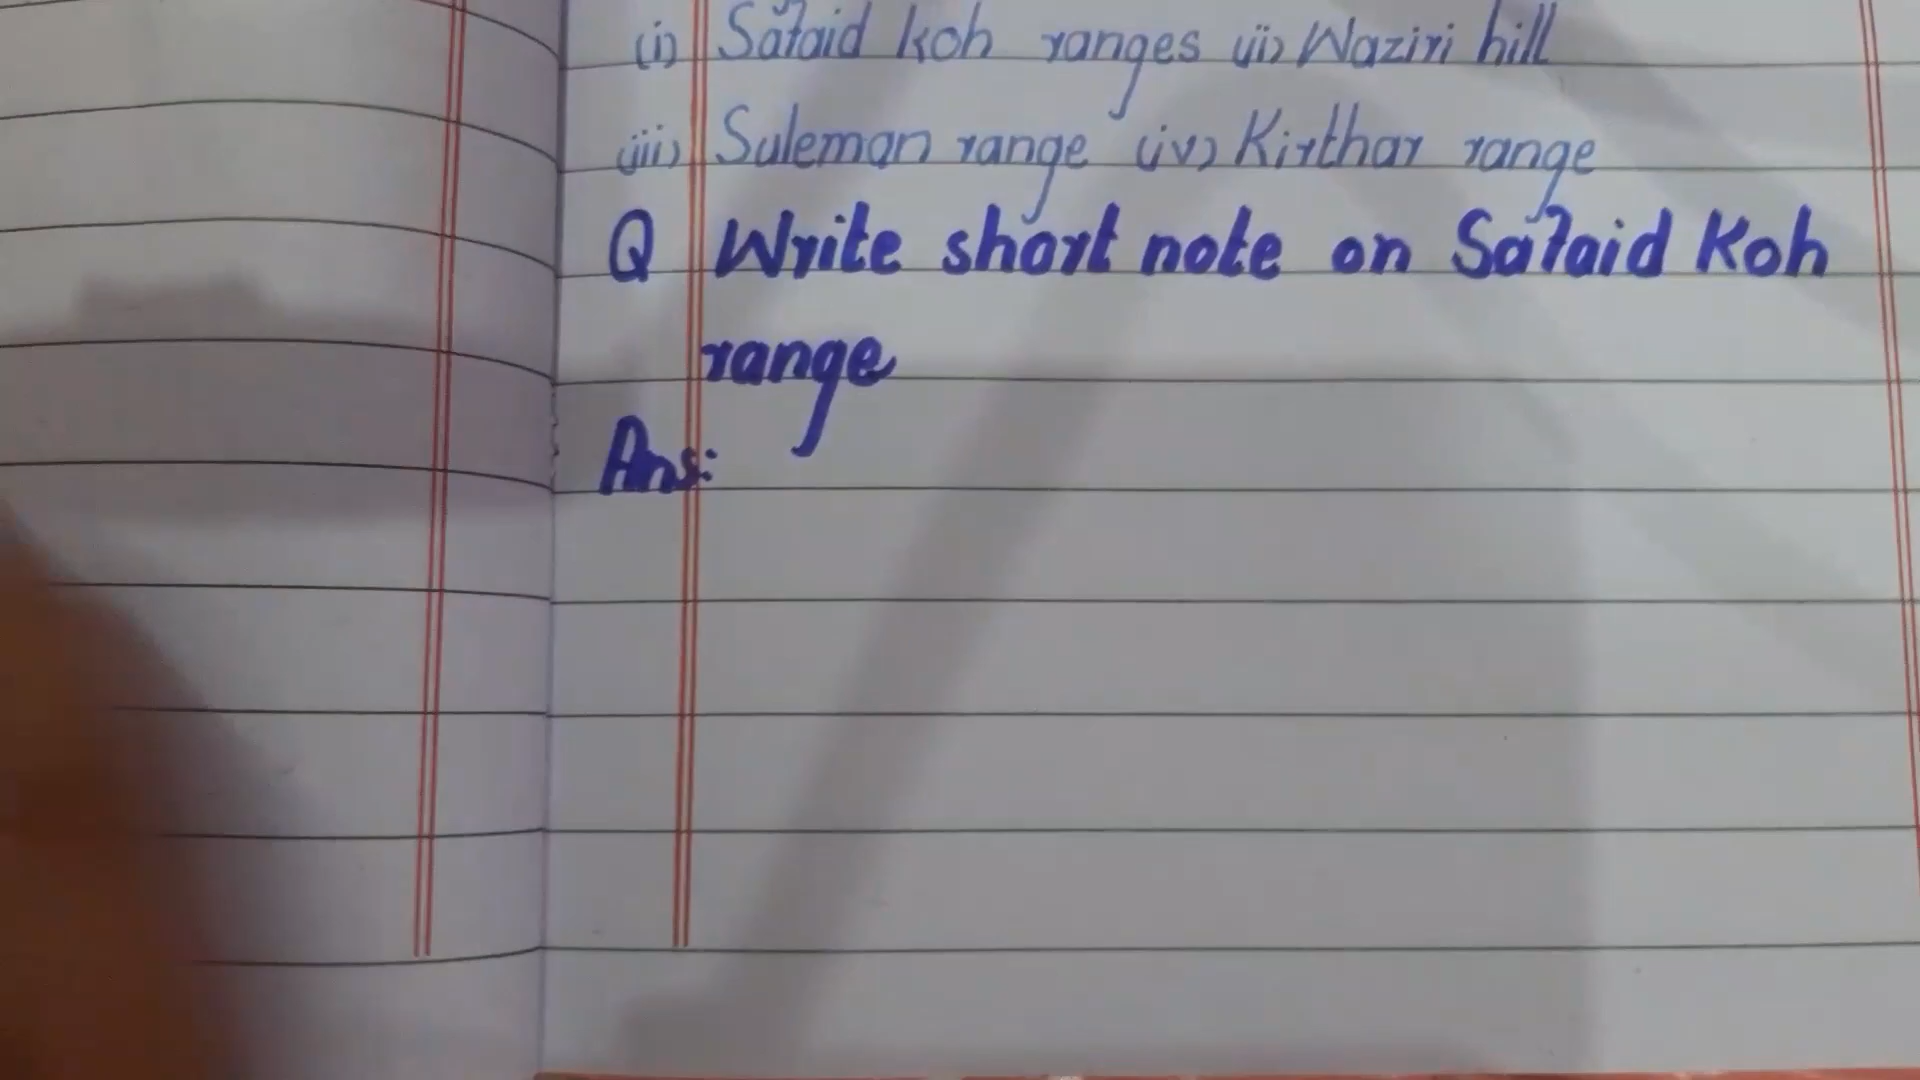 (i) Safaid koh ranges (ii) Waziri hill
(iii) Suleman range (iv) Kirthar range
Q Write short note on Safaid Koh
range
Ans: